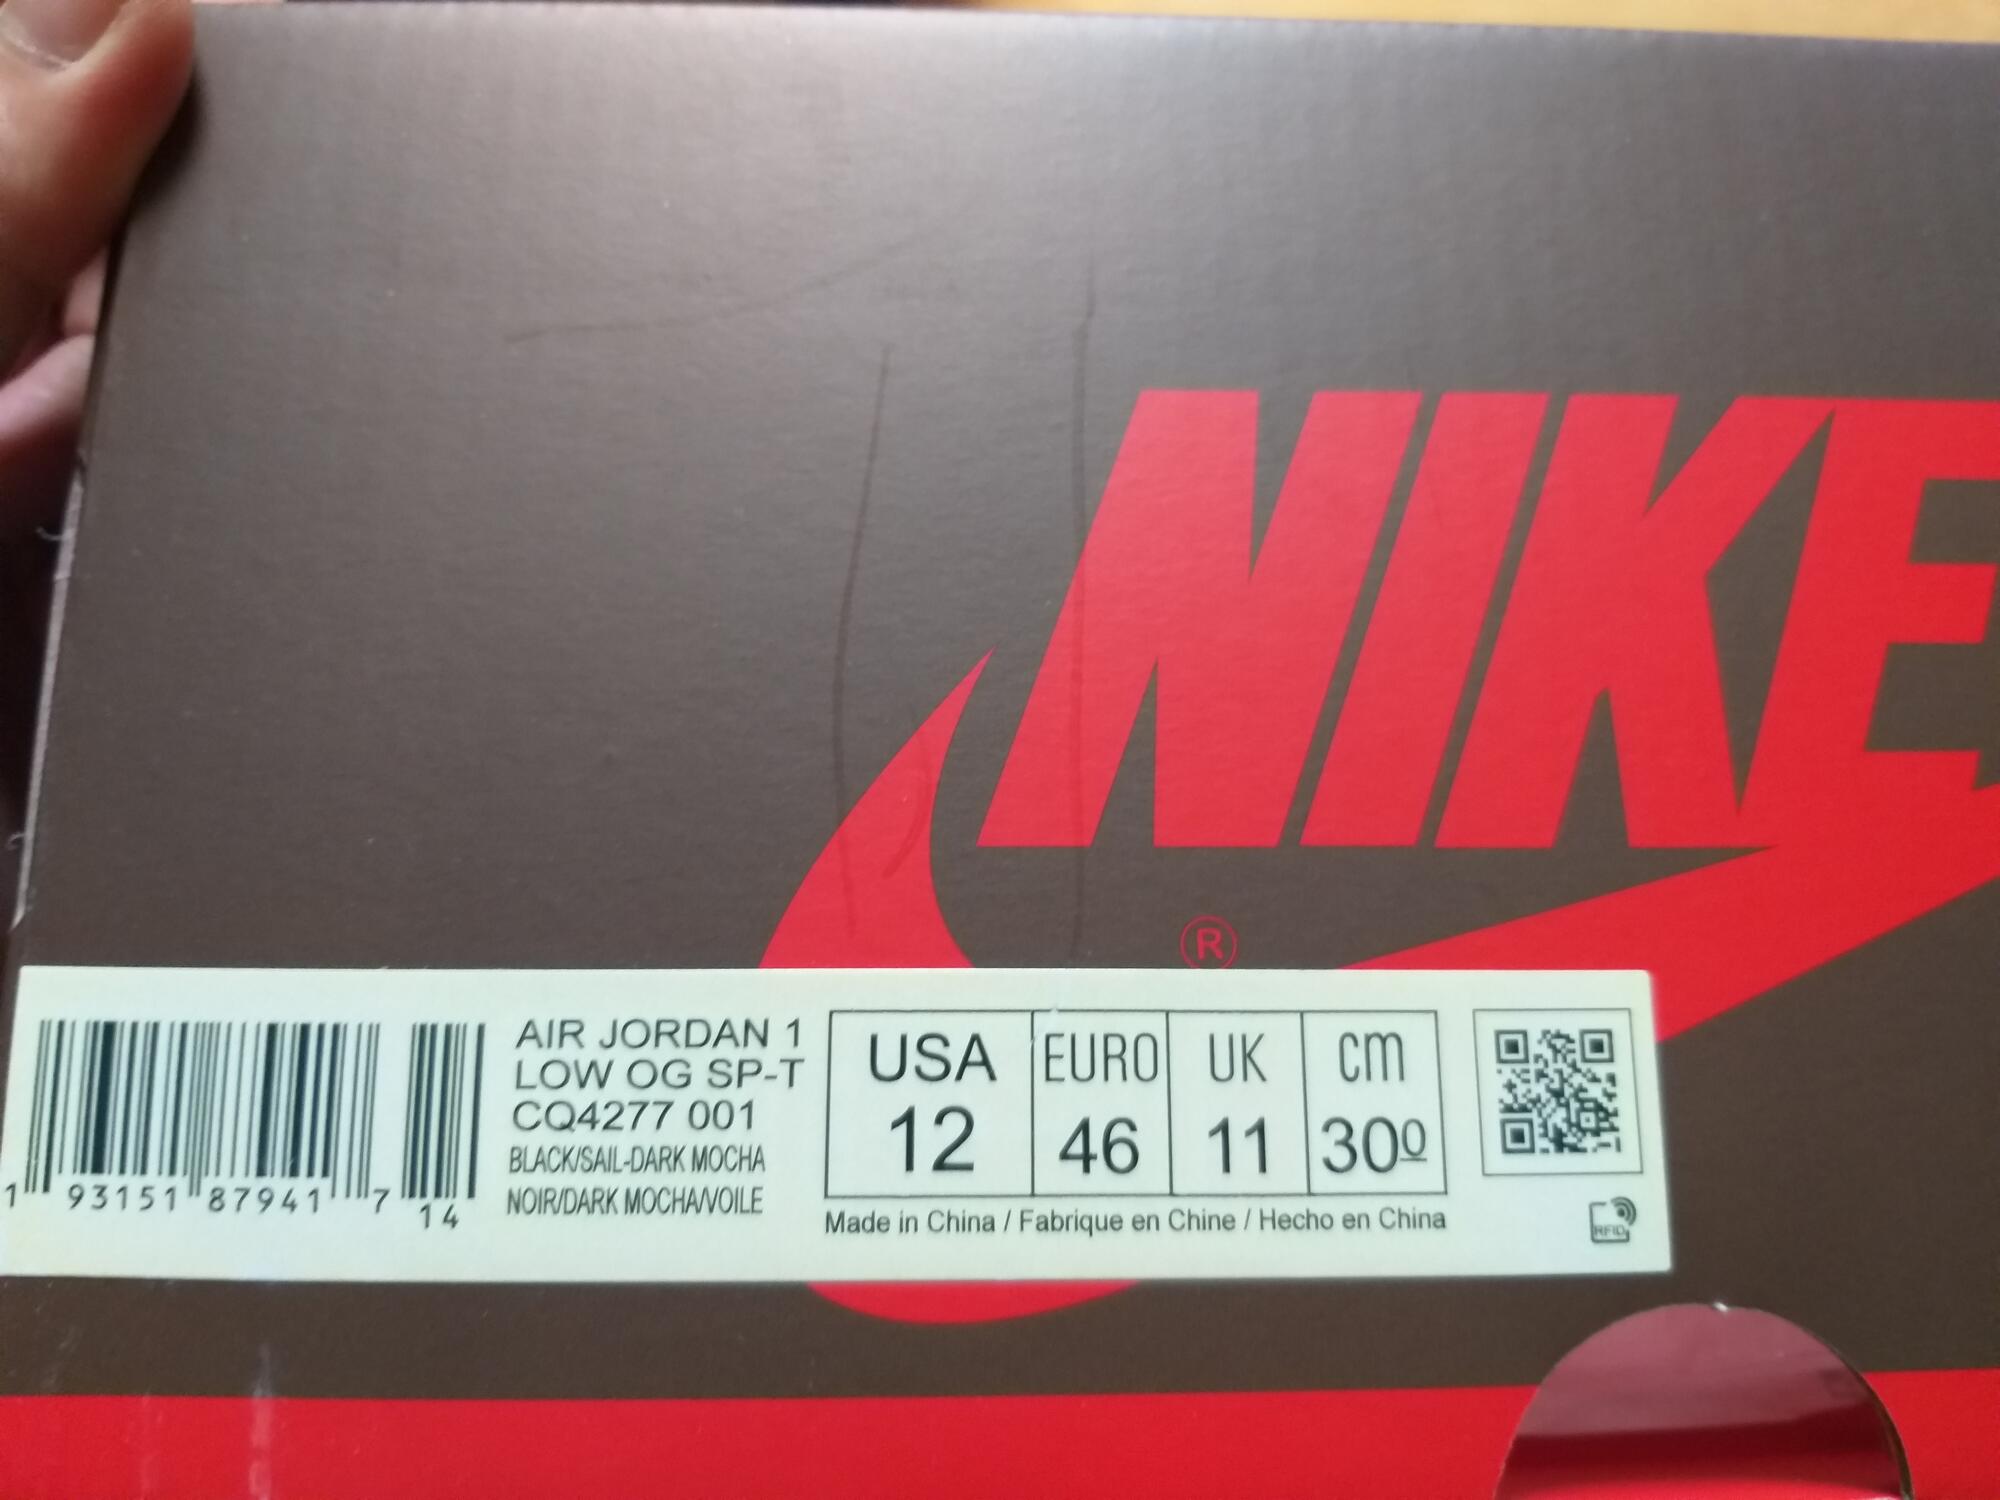 NIKE
®
AIR JORDAN 1
LOW OG SP-T
CQ4277 001
BLACK/SAIL-DARK MOCHA
NOIR/DARK MOCHA/VOILE
1 93151 87941 7 14
USA EURO UK cm
12 46 11 30⁰
Made in China / Fabrique en Chine / Hecho en China
RFID